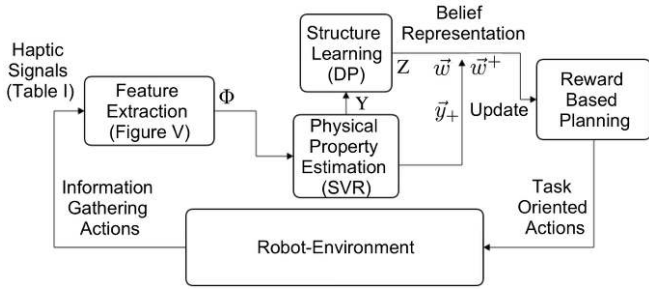 Haptic
Signals
(Table I)
Feature
Extraction
(Figure V)
Φ
Structure
Learning
(DP)
Z
Y
Physical
Property
Estimation
(SVR)
Belief
Representation
w⃗ w⃗⁺
y⃗₊
Update
Reward
Based
Planning
Information
Gathering
Actions
Robot-Environment
Task
Oriented
Actions